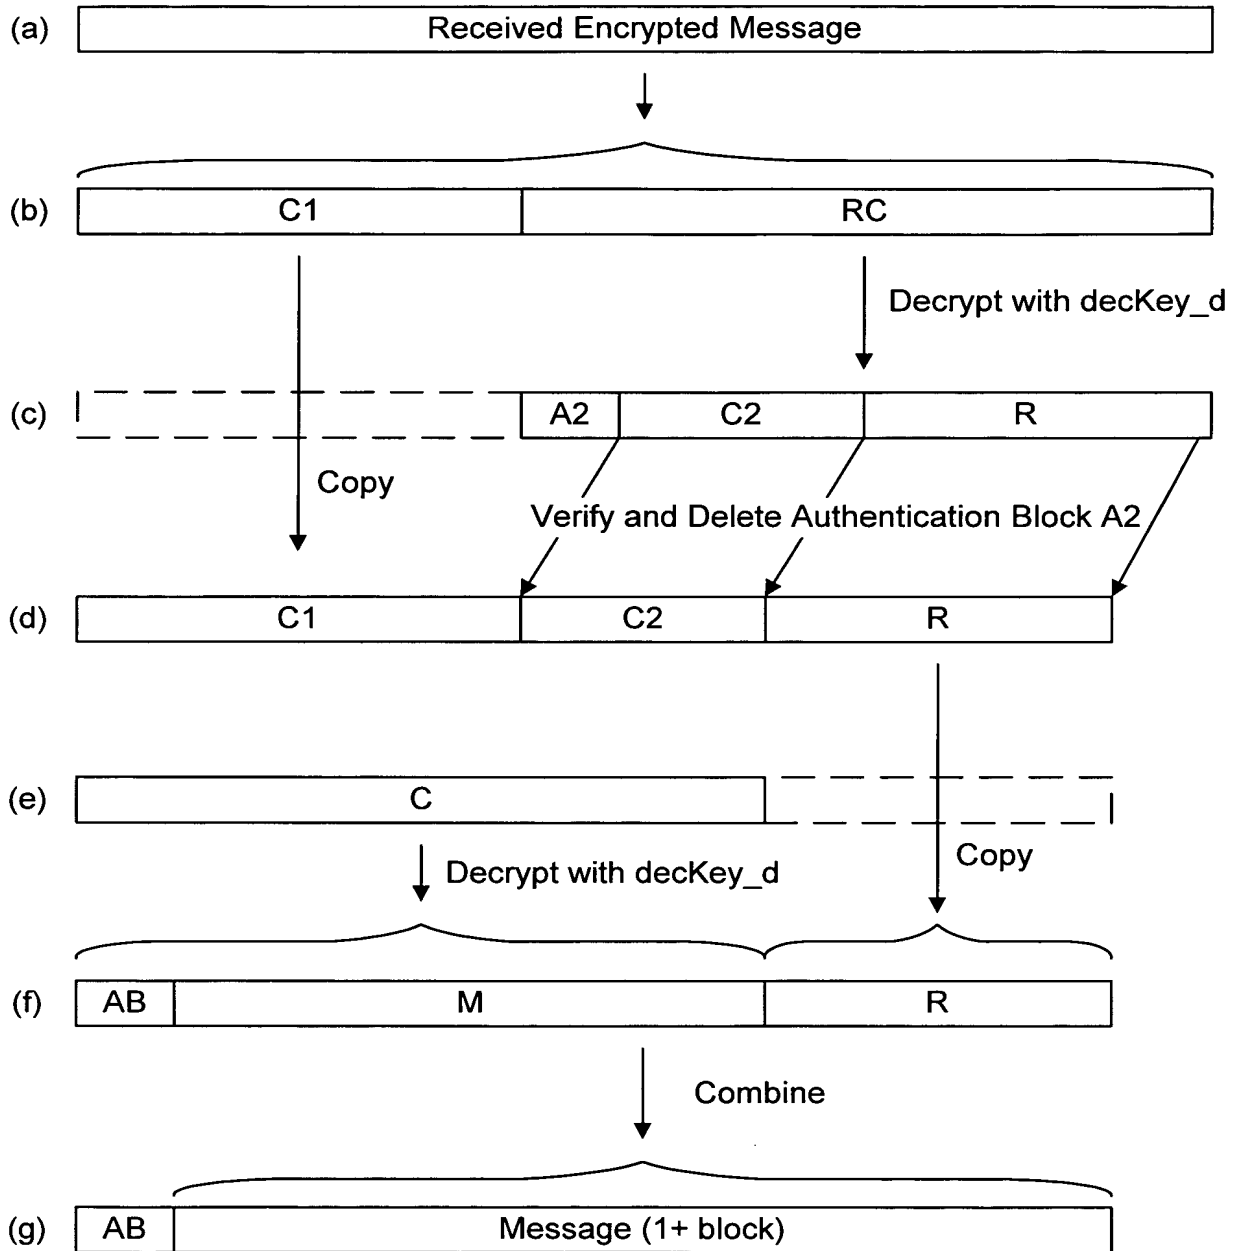 (a) Received Encrypted Message
(b) C1 RC
Decrypt with decKey_d
(c) A2 C2 R
Copy
Verify and Delete Authentication Block A2
(d) C1 C2 R
(e) C
Copy
Decrypt with decKey_d
(f) AB M R
Combine
(g) AB Message (1+ block)